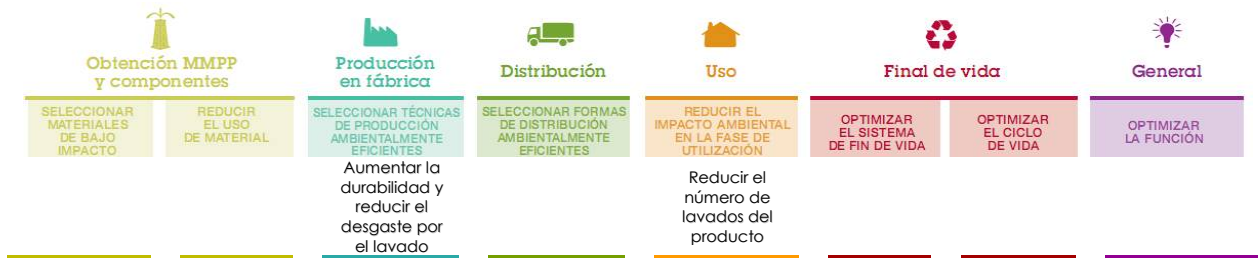 Obtención MMPP
y componentes
Producción
en fábrica
Distribución
Uso
Final de vida
General
SELECCIONAR
MATERIALES
DE BAJO
IMPACTO
REDUCIR
EL USO
DE MATERIAL
SELECCIONAR TÉCNICAS
DE PRODUCCIÓN
AMBIENTALMENTE
EFICIENTES
SELECCIONAR FORMAS
DE DISTRIBUCIÓN
AMBIENTALMENTE
EFICIENTES
REDUCIR EL
IMPACTO AMBIENTAL
EN LA FASE DE
UTILIZACIÓN
OPTIMIZAR
EL SISTEMA
DE FIN DE VIDA
OPTIMIZAR
EL CICLO
DE VIDA
OPTIMIZAR
LA FUNCIÓN
Aumentar la
durabilidad y
reducir el
desgaste por
el lavado
Reducir el
número de
lavados del
producto